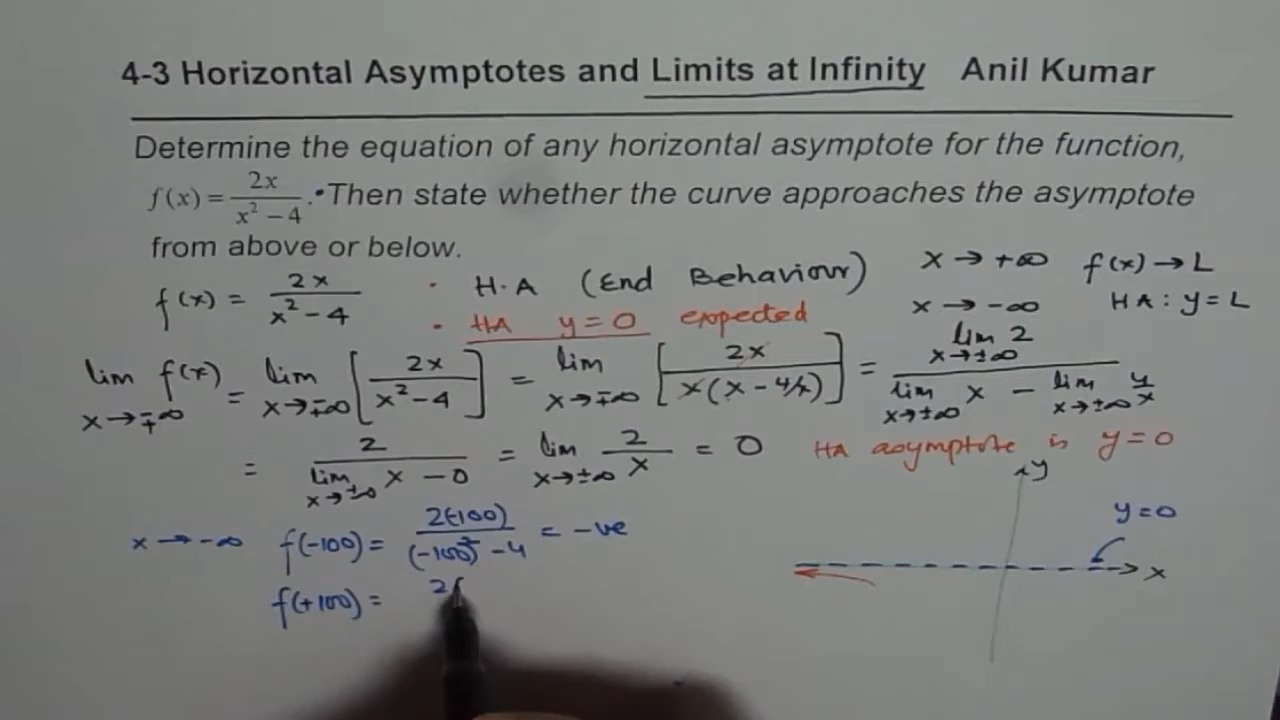 4-3 Horizontal Asymptotes and Limits at Infinity Anil Kumar
Determine the equation of any horizontal asymptote for the function,
f(x) = 2x / (x² − 4) . • Then state whether the curve approaches the asymptote
from above or below.
f(x) = 2x / (x² − 4)
• H.A (End Behaviour)
x → +∞ f(x) → L
x → −∞ HA : y = L
• HA y = 0 expected
lim x→∓∞ f(x) = lim x→∓∞ [2x / (x² − 4)] = lim x→∓∞ [2x / (x(x − 4/x))] = lim x→±∞ 2 / (lim x→±∞ x − lim x→±∞ 4/x)
= 2 / (lim x→±∞ x − 0) = lim x→±∞ 2/x = 0 HA asymptote is y = 0
y
x → −∞ f(−100) = 2(−100) / ((−100)² − 4) = −ve
y = 0
x
f(+100) = 2(